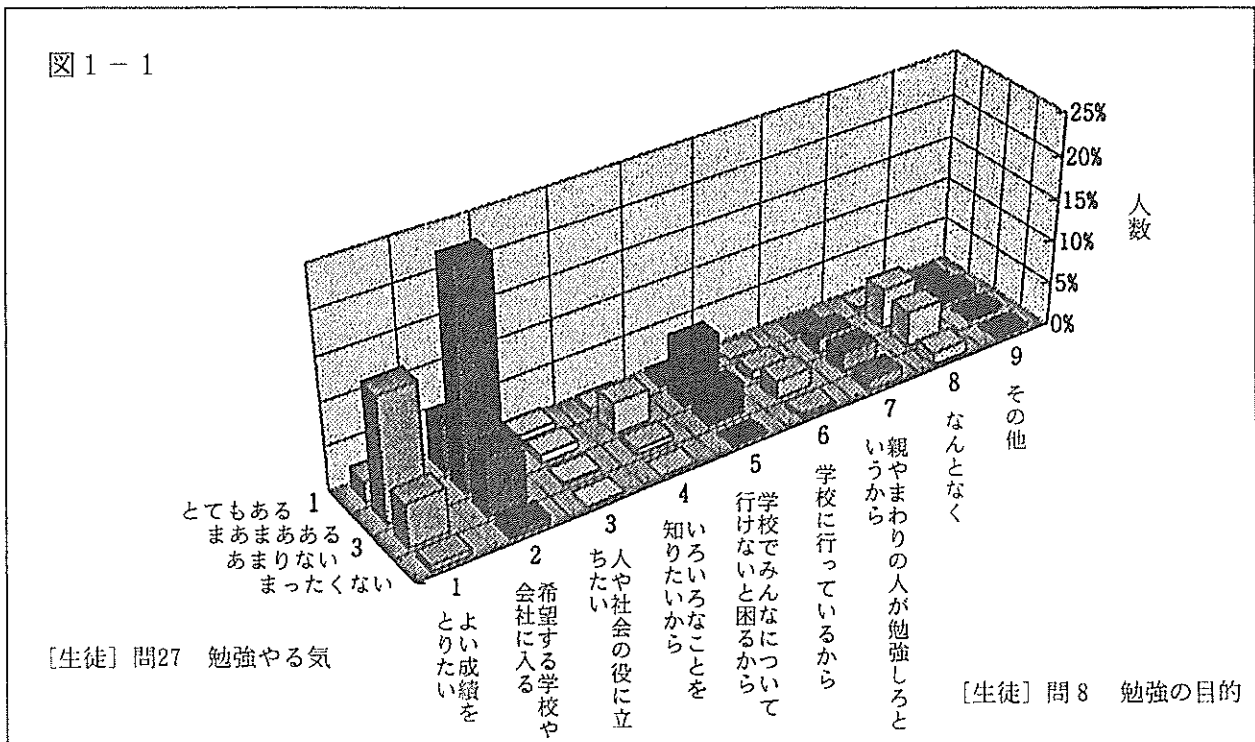 図1-1
25%
20%
15%
10%
5%
0%
人数
とてもある 1
まあまあある
3
あまりない
まったくない
1 よい成績を
とりたい
2 希望する学校や
会社に入る
3 人や社会の役に立
ちたい
4 いろいろなことを
知りたいから
5 学校でみんなについて
行けないと困るから
6 学校に行っているから
7 親やまわりの人が勉強しろと
いうから
8 なんとなく
9 その他
[生徒] 問27 勉強やる気
[生徒] 問8 勉強の目的